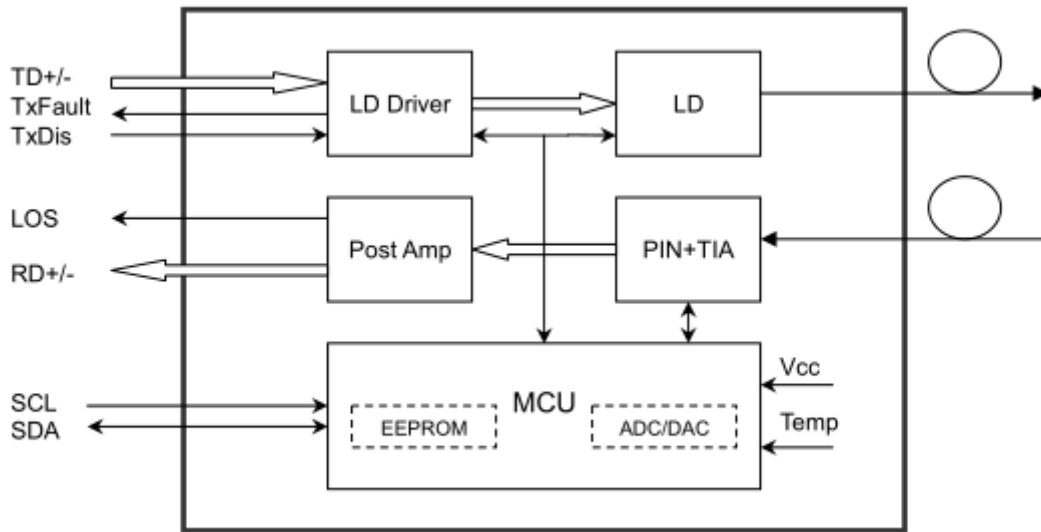 TD+/-
TxFault
TxDis
LD Driver
LD
LOS
RD+/-
Post Amp
PIN+TIA
SCL
SDA
MCU
EEPROM
ADC/DAC
Vcc
Temp